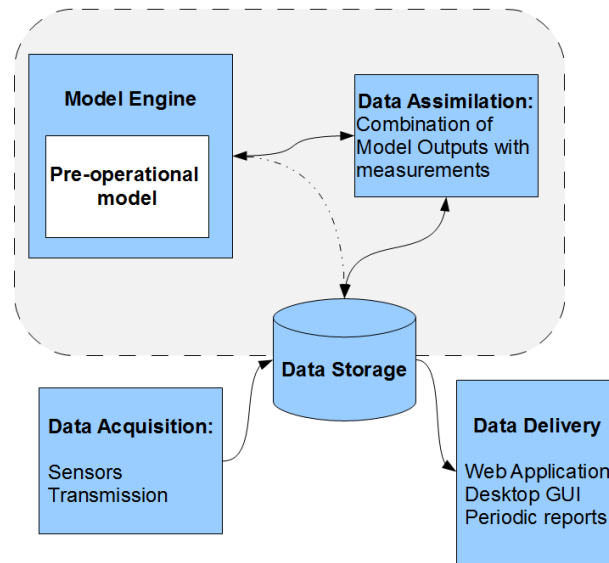 Model Engine
Pre-operational
model
Data Assimilation:
Combination of
Model Outputs with
measurements
Data Storage
Data Acquisition:
Sensors
Transmission
Data Delivery
Web Application
Desktop GUI
Periodic reports